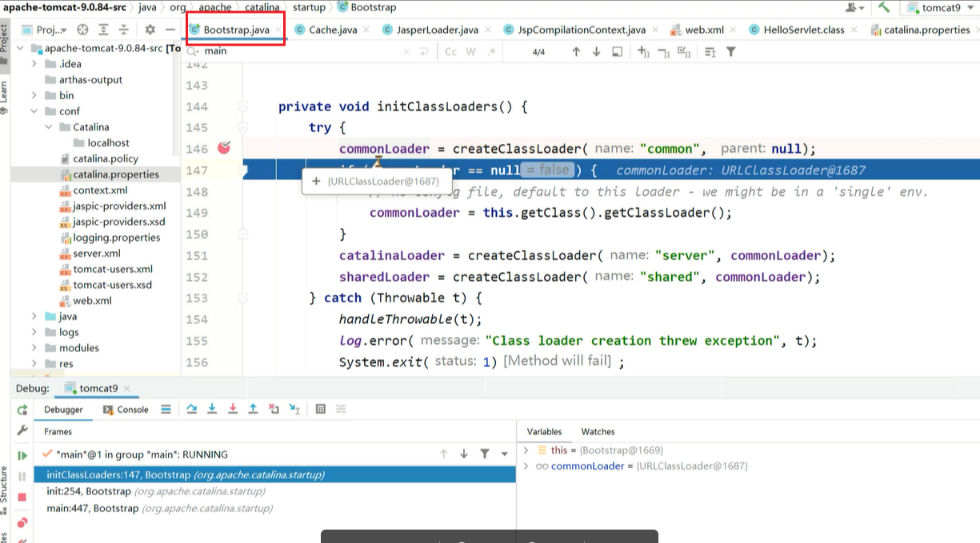 apache-tomcat-9.0.84-src › java › org › apache › catalina › startup › Bootstrap
tomcat9
Proj...
Bootstrap.java
Cache.java
JasperLoader.java
JspCompilationContext.java
web.xml
HelloServlet.class
catalina.properties
main
Cc W .*
4/4
Project
Learn
Structure
apache-tomcat-9.0.84-src [To
.idea
arthas-output
bin
conf
Catalina
localhost
catalina.policy
catalina.properties
context.xml
jaspic-providers.xml
jaspic-providers.xsd
logging.properties
server.xml
tomcat-users.xml
tomcat-users.xsd
web.xml
java
logs
modules
res
142
143
144 private void initClassLoaders() {
145 try {
146 commonLoader = createClassLoader( name: "common", parent: null);
147 == null = false ) { commonLoader: URLClassLoader@1687
+ (URLClassLoader@1687)
148 file, default to this loader - we might be in a 'single' env.
149 commonLoader = this.getClass().getClassLoader();
150 }
151 catalinaLoader = createClassLoader( name: "server", commonLoader);
152 sharedLoader = createClassLoader( name: "shared", commonLoader);
153 } catch (Throwable t) {
154 handleThrowable(t);
155 log.error( message: "Class loader creation threw exception", t);
156 System.exit( status: 1) [Method will fail] ;
Debug: tomcat9
Debugger Console
Frames
"main"@1 in group "main": RUNNING
initClassLoaders:147, Bootstrap (org.apache.catalina.startup)
init:254, Bootstrap (org.apache.catalina.startup)
main:447, Bootstrap (org.apache.catalina.startup)
Variables Watches
this = {Bootstrap@1669}
commonLoader = {URLClassLoader@1687}